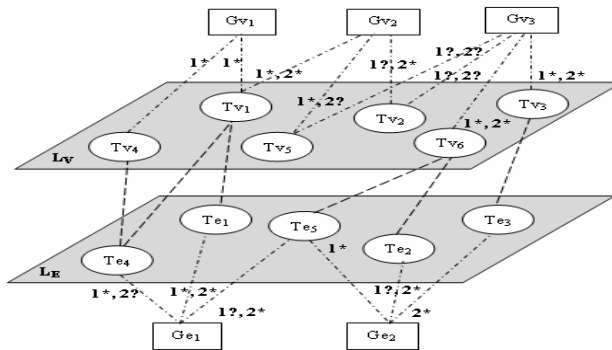 Gv1 Gv2 Gv3
1* 1* 1*,2* 1?,2* 1?,2? 1?,2? 1*,2*
Tv1 1*,2? Tv2 Tv3
Tv4 Tv5 Tv6 1*,2*
LV
Te1 Te5 Te3
Te4 1* Te2
LE
1*,2? 1*,2* 1?,2* 1?,2* 2*
Ge1 Ge2